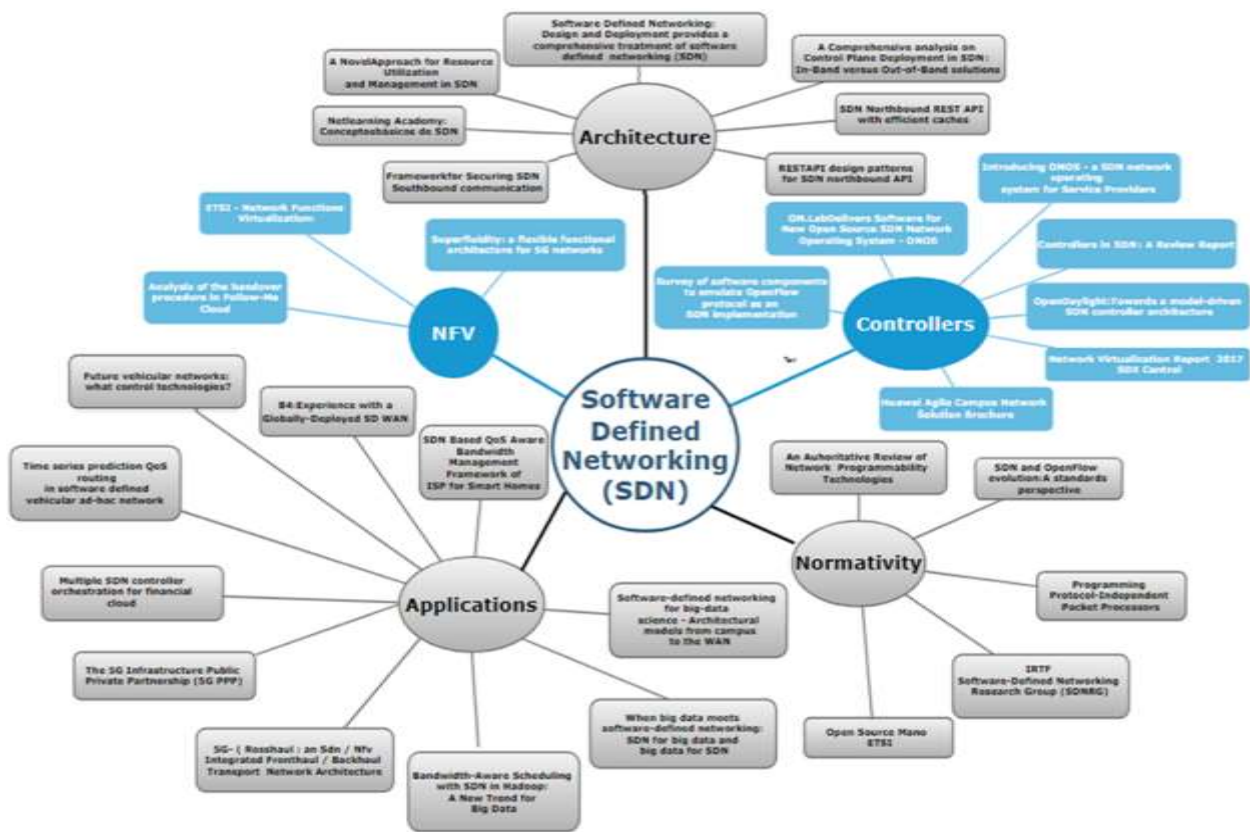 Software Defined Networking:
Design and Deployment provides a
comprehensive treatment of software
defined networking (SDN)
A NovelApproach for Resource
Utilization
and Management in SDN
A Comprehensive analysis on
Control Plane Deployment in SDN:
In-Band versus Out-of-Band solutions
Netlearning Academy:
Conceptosbásicos de SDN
SDN Northbound REST API
with efficient caches
Architecture
Frameworkfor Securing SDN
Southbound communication
RESTAPI design patterns
for SDN northbound API
Introducing ONOS - a SDN network
operating
system for Service Providers
ETSI - Network Functions
Virtualization
Superfluidity: a flexible functional
architecture for 5G networks
ON.LabDelivers Software for
New Open Source SDN Network
Operating System - ONOS
Controllers in SDN: A Review Report
Analysis of the handover
procedure in Follow-Me
Cloud
Survey of software components
to emulate OpenFlow
protocol as an
SDN implementation
OpenDaylight:Towards a model-driven
SDN controller architecture
NFV
Controllers
Network Virtualization Report 2017
SDX Central
Huawei Agile Campus Network
Solution Brochure
Software
Defined
Networking
(SDN)
Future vehicular networks:
what control technologies?
B4:Experience with a
Globally-Deployed SD WAN
SDN Based QoS Aware
Bandwidth
Management
Framework of
ISP for Smart Homes
Time series prediction QoS
routing
in software defined
vehicular ad-hoc network
An Auhoritative Review of
Network Programmability
Technologies
SDN and OpenFlow
evolution:A standards
perspective
Multiple SDN controller
orchestration for financial
cloud
Applications
Normativity
Software-defined networking
for big-data
science - Architectural
models from campus
to the WAN
Programming
Protocol-Independent
Packet Processors
The 5G Infrastructure Public
Private Partnership (5G PPP)
IRTF
Software-Defined Networking
Research Group (SDNRG)
5G- ( Rosshaul : an Sdn / Nfv
Integrated Fronthaul / Backhaul
Transport Network Architecture
When big data meets
software-defined networking:
SDN for big data and
big data for SDN
Open Source Mano
ETSI
Bandwidth-Aware Scheduling
with SDN in Hadoop:
A New Trend for
Big Data